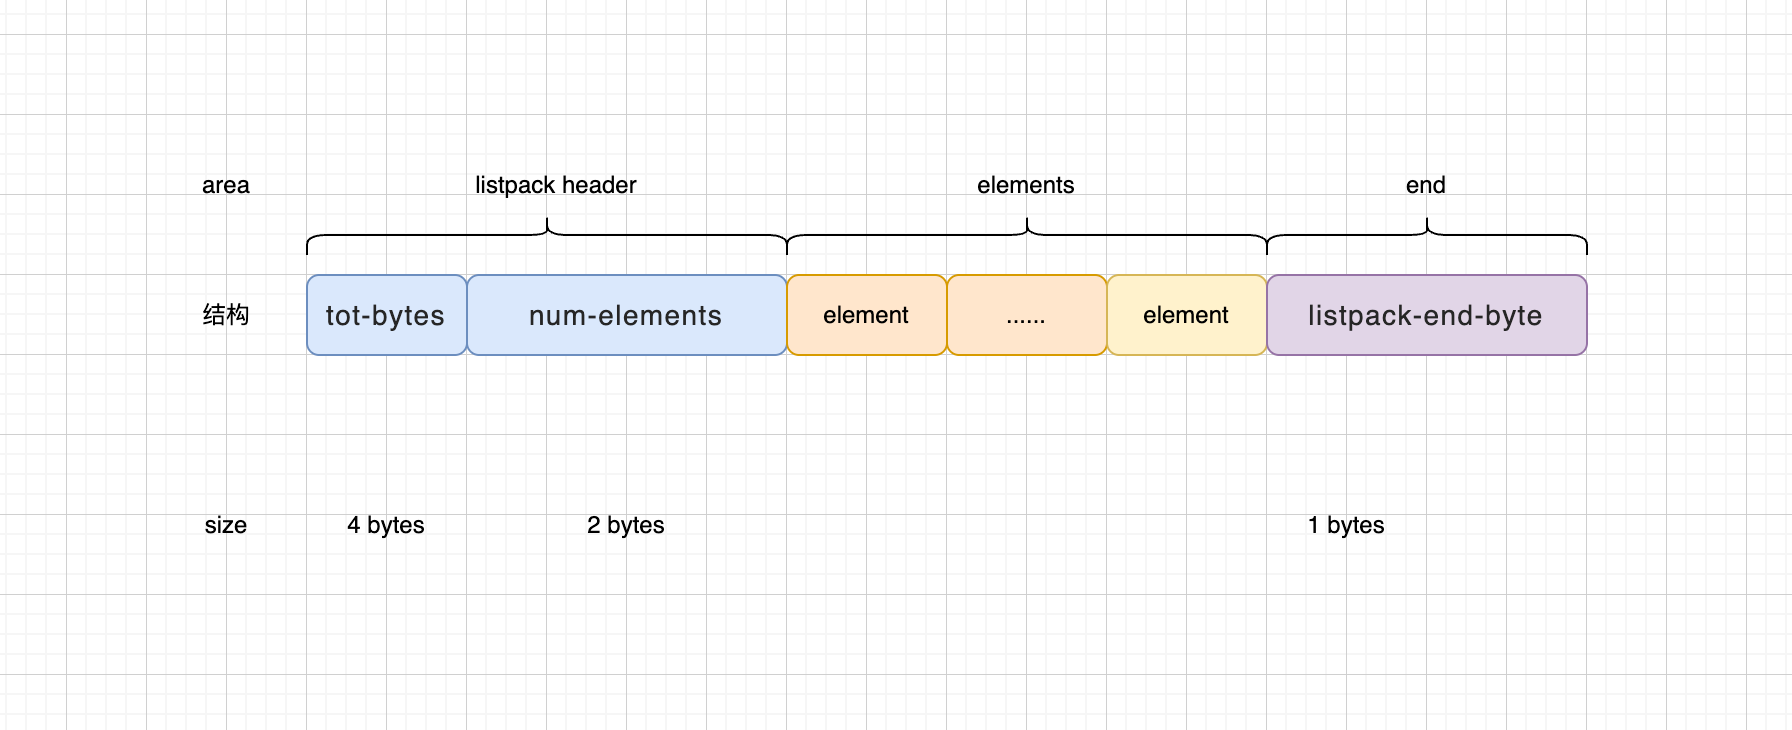 area listpack header elements end
结构 tot-bytes num-elements element ...... element listpack-end-byte
size 4 bytes 2 bytes 1 bytes